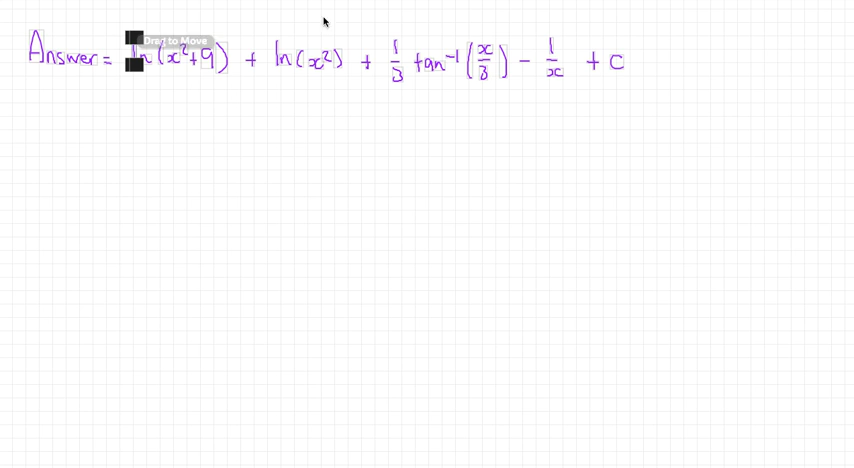 Answer = ln(x²+9) + ln(x²) + 1/3 tan⁻¹(x/3) - 1/x + C
Drag to Move